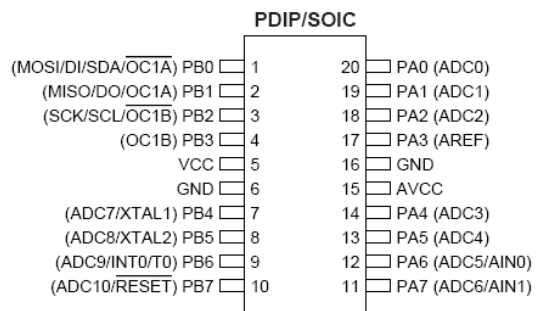 PDIP/SOIC
(MOSI/DI/SDA/OC1A) PB0 1 20 PA0 (ADC0)
(MISO/DO/OC1A) PB1 2 19 PA1 (ADC1)
(SCK/SCL/OC1B) PB2 3 18 PA2 (ADC2)
(OC1B) PB3 4 17 PA3 (AREF)
VCC 5 16 GND
GND 6 15 AVCC
(ADC7/XTAL1) PB4 7 14 PA4 (ADC3)
(ADC8/XTAL2) PB5 8 13 PA5 (ADC4)
(ADC9/INT0/T0) PB6 9 12 PA6 (ADC5/AIN0)
(ADC10/RESET) PB7 10 11 PA7 (ADC6/AIN1)